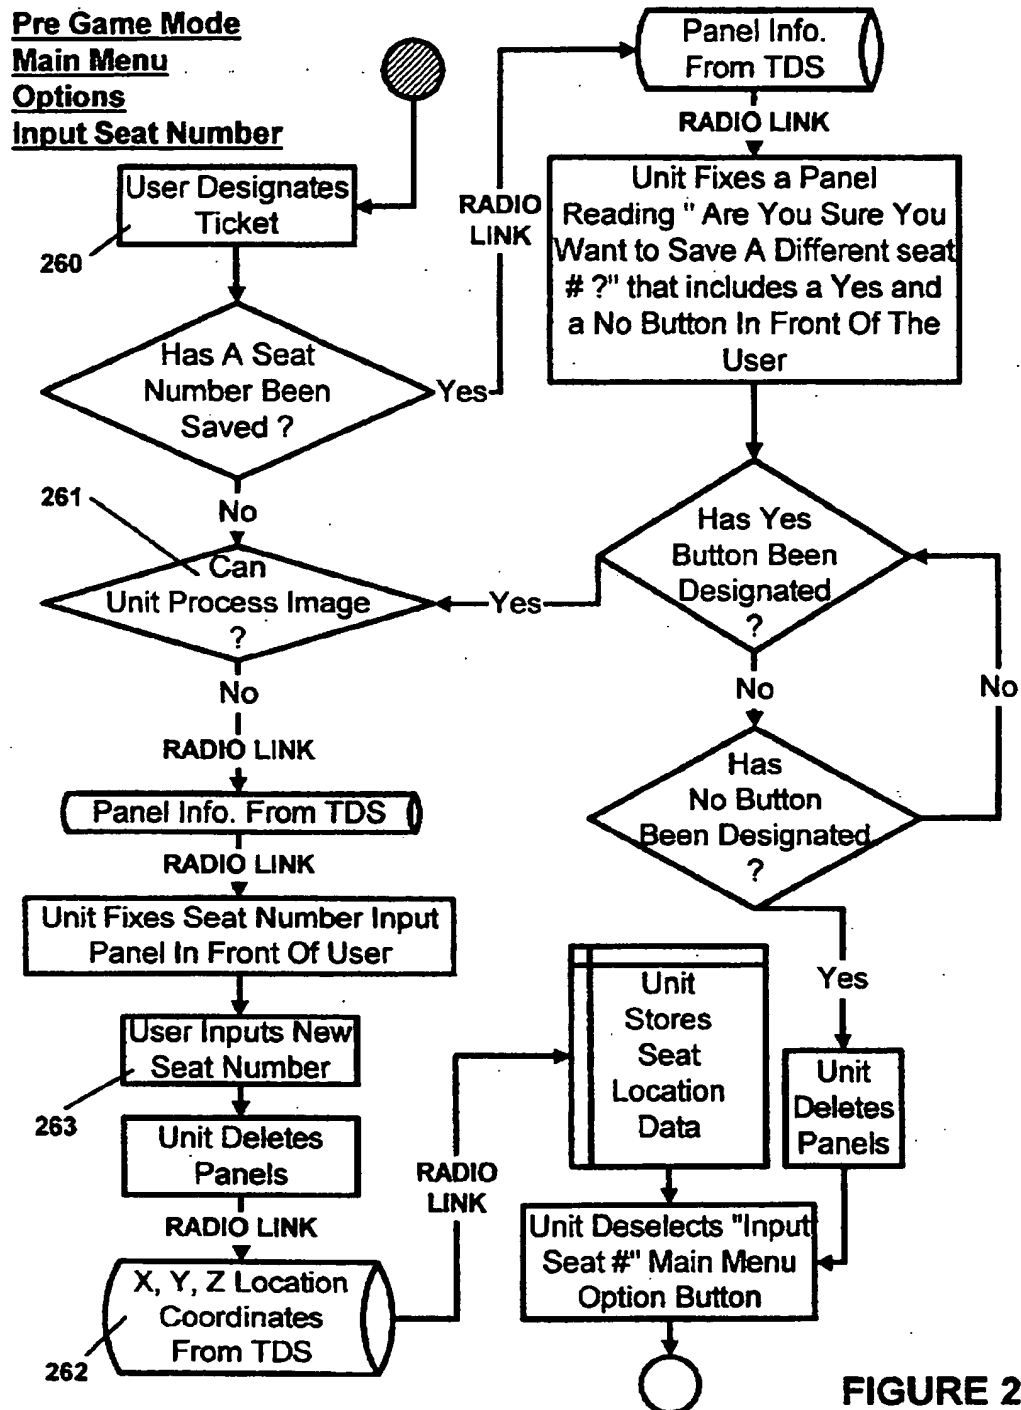 Pre Game Mode
Main Menu
Options
Input Seat Number
User Designates
Ticket
260
Has A Seat
Number Been
Saved ?
Yes
No
RADIO
LINK
Panel Info.
From TDS
RADIO LINK
Unit Fixes a Panel
Reading " Are You Sure You
Want to Save A Different seat
# ?" that includes a Yes and
a No Button In Front Of The
User
Has Yes
Button Been
Designated
?
Yes
No
Has
No Button
Been Designated
?
No
Yes
261
Can
Unit Process Image
?
No
RADIO LINK
Panel Info. From TDS
RADIO LINK
Unit Fixes Seat Number Input
Panel In Front Of User
User Inputs New
Seat Number
263
Unit Deletes
Panels
RADIO LINK
X, Y, Z Location
Coordinates
From TDS
262
RADIO
LINK
Unit
Stores
Seat
Location
Data
Unit
Deletes
Panels
Unit Deselects "Input
Seat #" Main Menu
Option Button
FIGURE 2